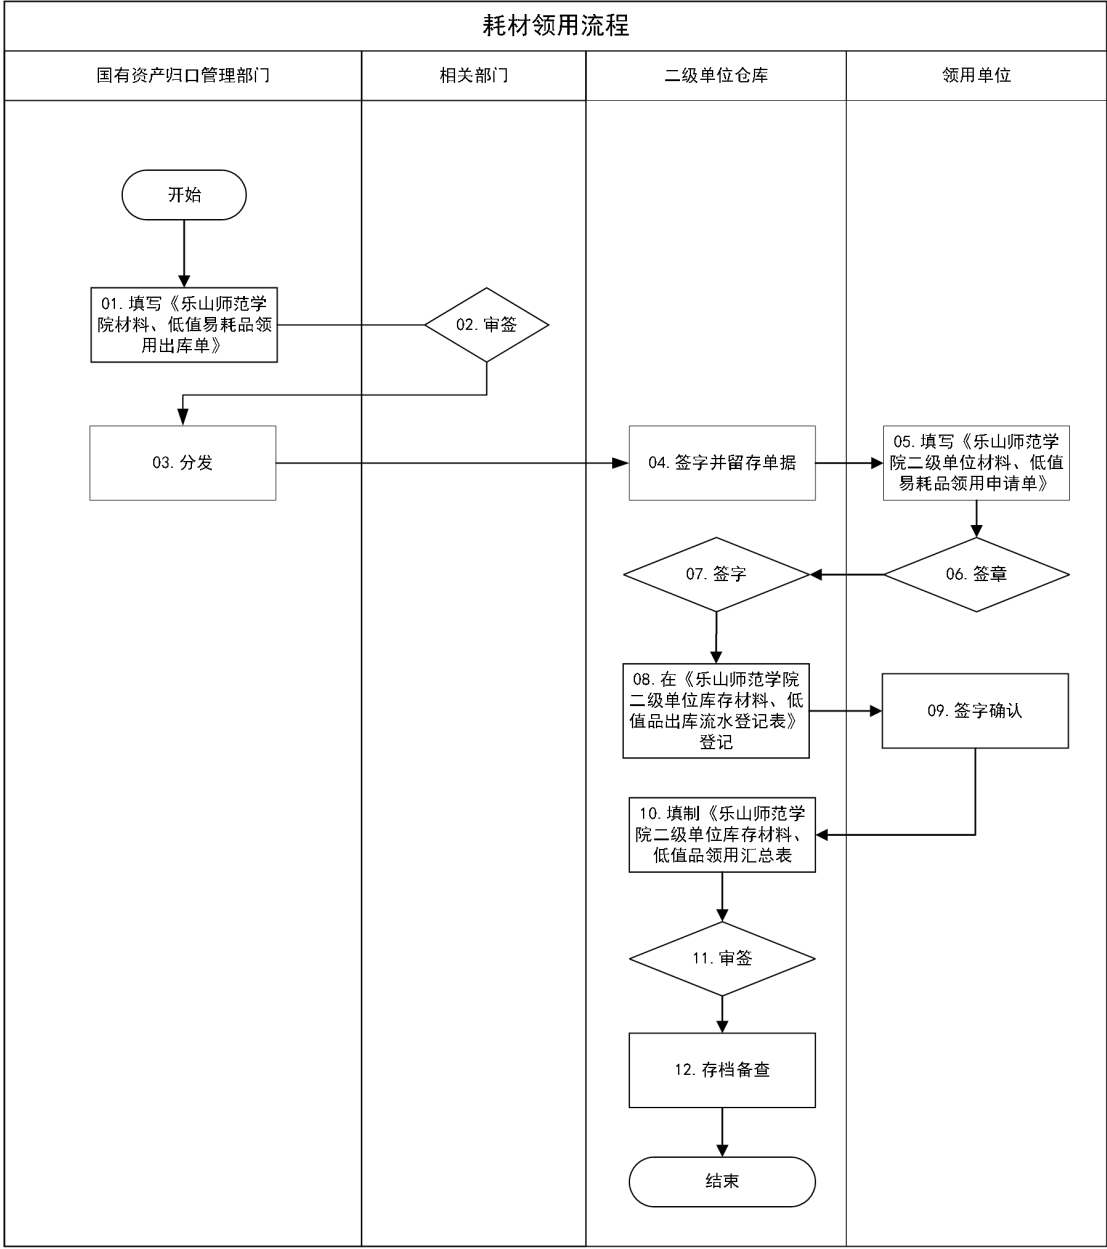 耗材领用流程
国有资产归口管理部门
相关部门
二级单位仓库
领用单位
开始
01.填写《乐山师范学
院材料、低值易耗品领
用出库单》
02.审签
03.分发
04.签字并留存单据
05.填写《乐山师范学
院二级单位材料、低值
易耗品领用申请单》
06.签章
07.签字
08.在《乐山师范学院
二级单位库存材料、低
值品出库流水登记表》
登记
09.签字确认
10.填制《乐山师范学
院二级单位库存材料、
低值品领用汇总表
11.审签
12.存档备查
结束